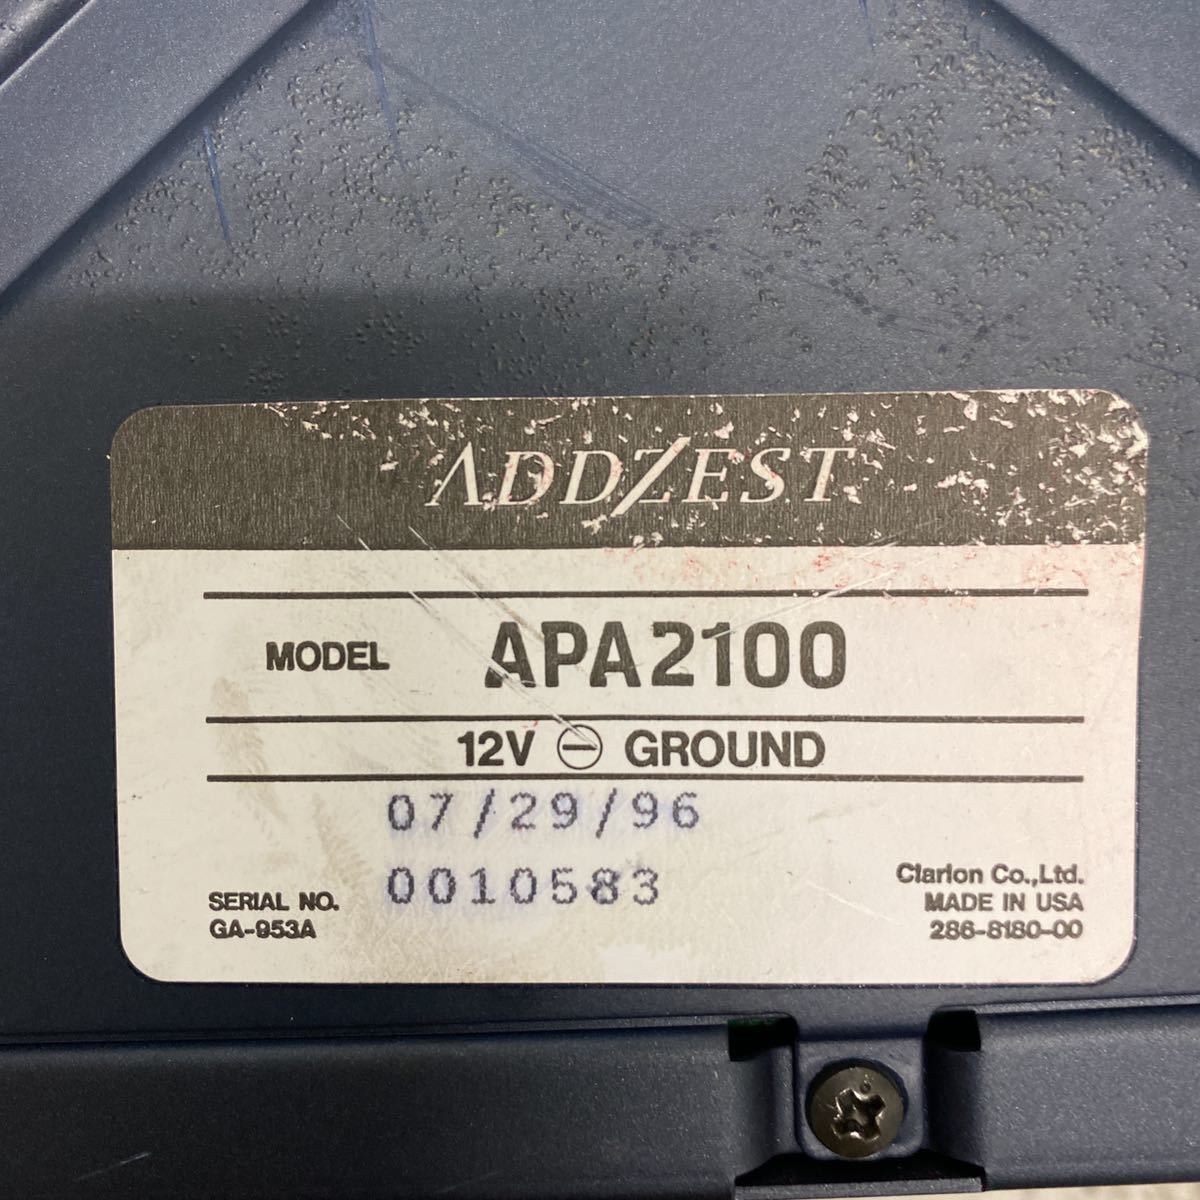 ADDZEST
MODEL APA2100
12V ⊖ GROUND
07/29/96
0010583
SERIAL NO.
GA-953A
Clarion Co.,Ltd.
MADE IN USA
286-8180-00